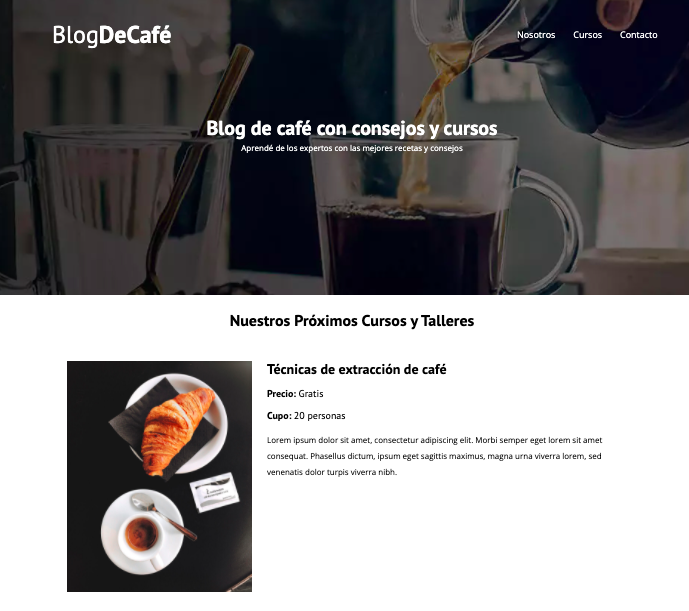 BlogDeCafé
Nosotros Cursos Contacto
Blog de café con consejos y cursos
Aprendé de los expertos con las mejores recetas y consejos
Nuestros Próximos Cursos y Talleres
Técnicas de extracción de café
Precio: Gratis
Cupo: 20 personas
Lorem ipsum dolor sit amet, consectetur adipiscing elit. Morbi semper eget lorem sit amet
consequat. Phasellus dictum, ipsum eget sagittis maximus, magna urna viverra lorem, sed
venenatis dolor turpis viverra nibh.